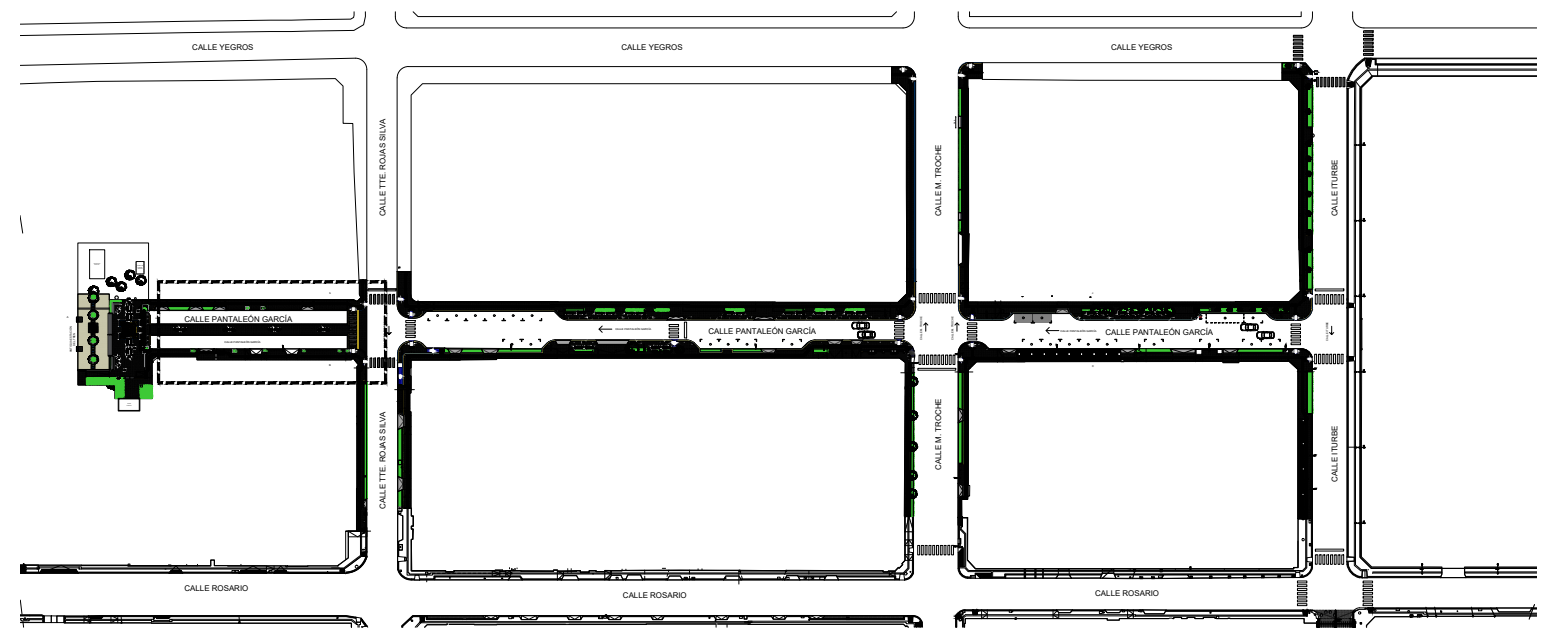 CALLE YEGROS
CALLE YEGROS
CALLE YEGROS
CALLE TTE. ROJAS SILVA
CALLE M. TROCHE
CALLE ITURBE
CALLE PANTALEÓN GARCÍA
CALLE PANTALEÓN GARCÍA
CALLE PANTALEÓN GARCÍA
CALLE TTE. ROJAS SILVA
CALLE M. TROCHE
CALLE ITURBE
CALLE ROSARIO
CALLE ROSARIO
CALLE ROSARIO